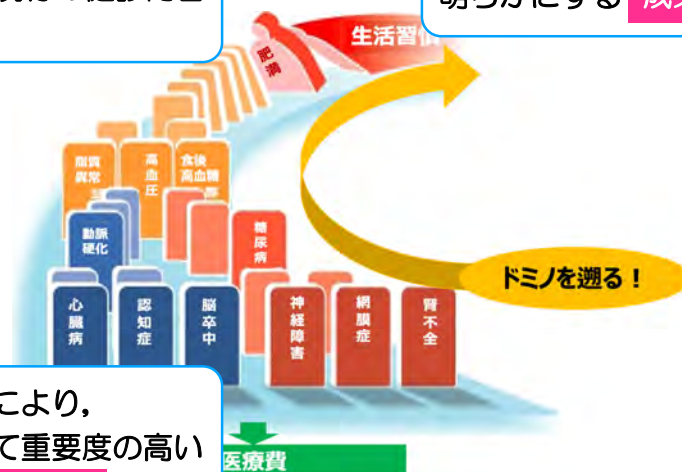 明らかにする
生活習慣
肥満
脂質
異常
高血圧
食後
高血糖
動脈
硬化
糖尿病
心臓病
認知症
脳卒中
神経障害
網膜症
腎不全
ドミノを遡る！
により，
て重要度の高い
医療費